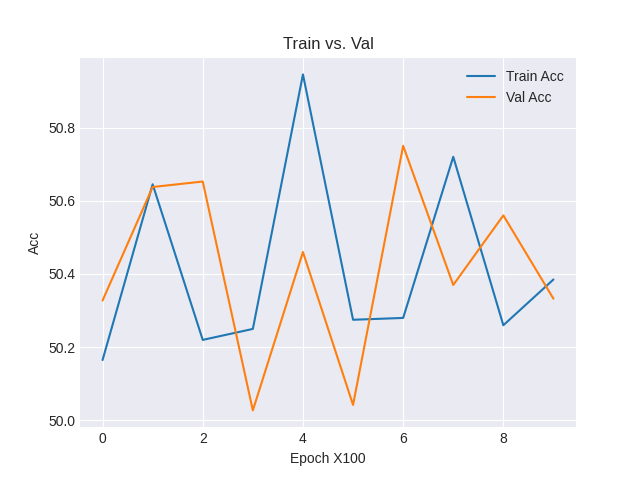 Train vs. Val
Train Acc
Val Acc
50.8
50.6
50.4
50.2
50.0
Acc
0 2 4 6 8
Epoch X100